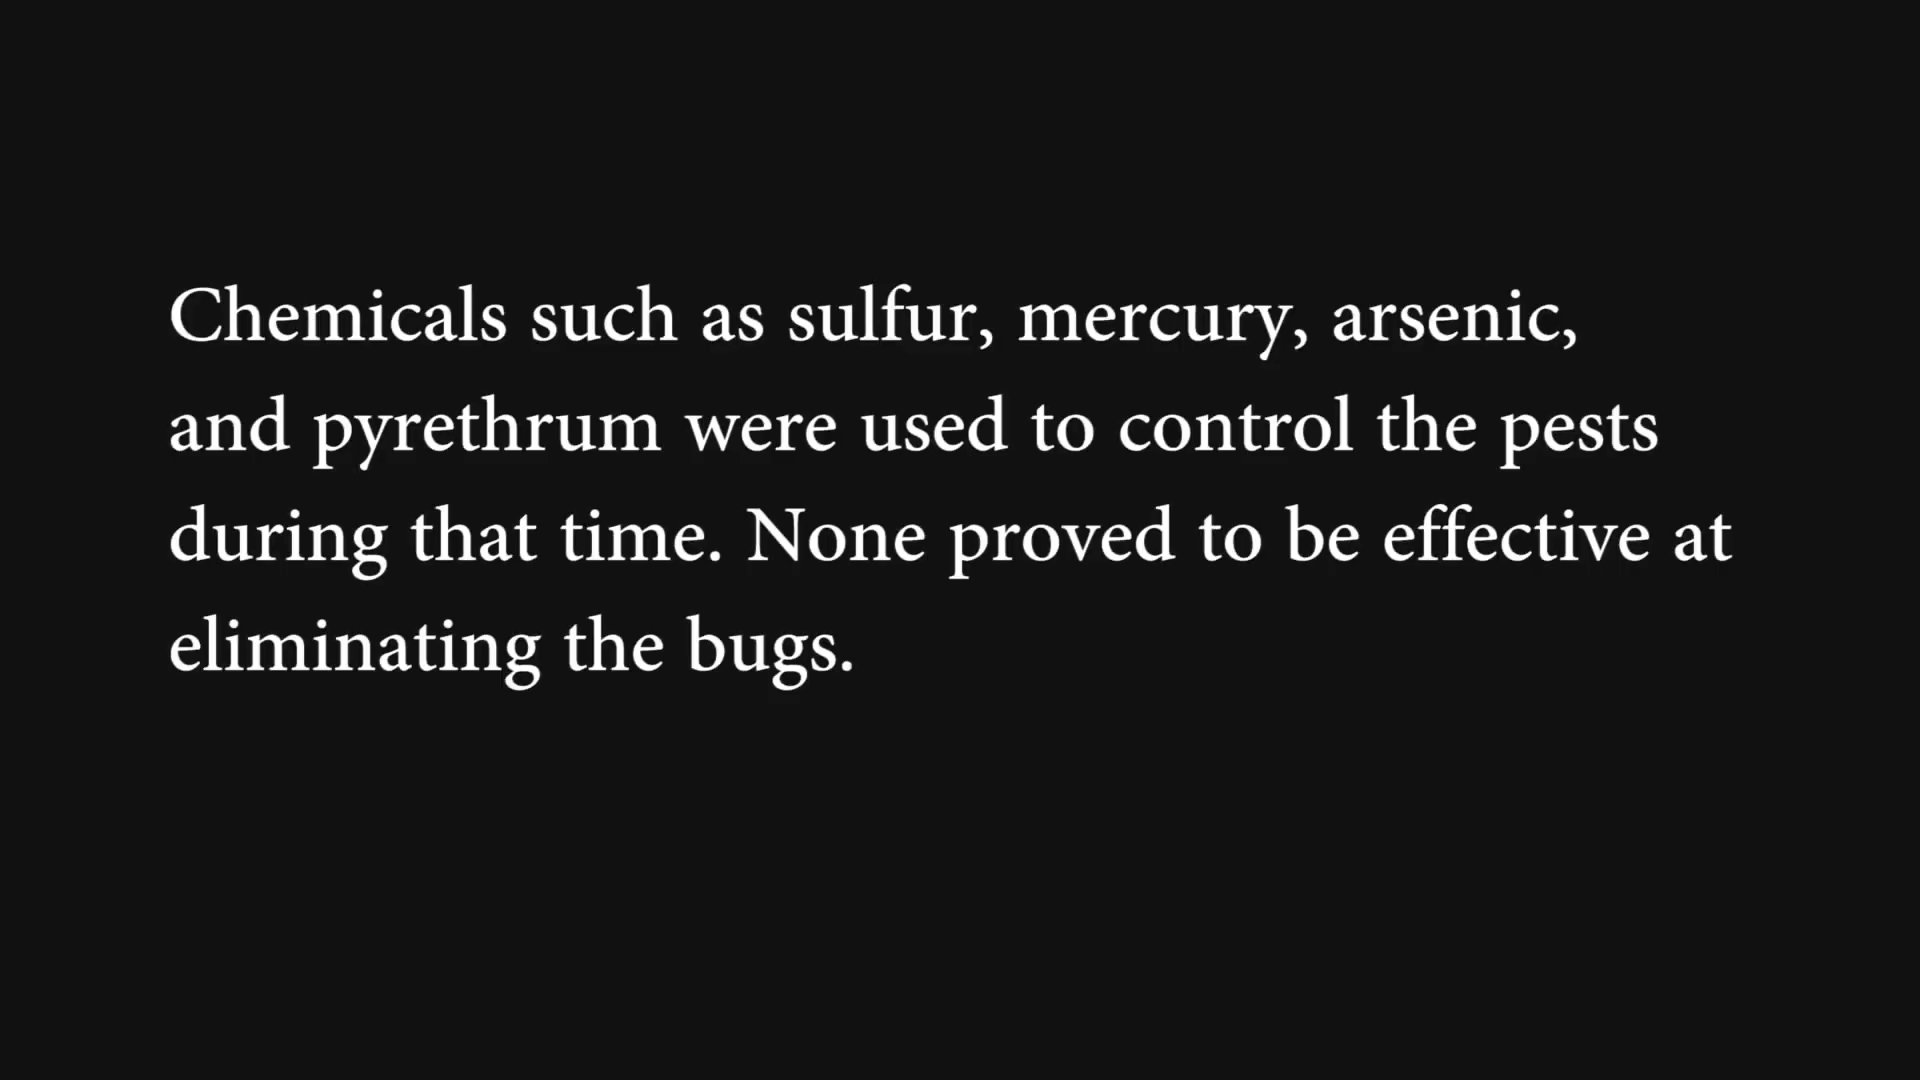 Chemicals such as sulfur, mercury, arsenic,
and pyrethrum were used to control the pests
during that time. None proved to be effective at
eliminating the bugs.